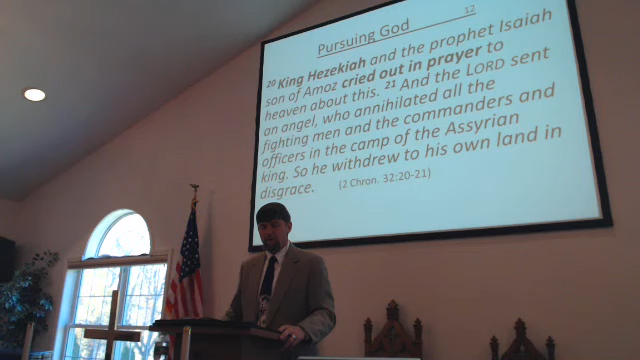 Pursuing God 12
20 King Hezekiah and the prophet Isaiah
son of Amoz cried out in prayer to
heaven about this. 21 And the LORD sent
an angel, who annihilated all the
fighting men and the commanders and
officers in the camp of the Assyrian
king. So he withdrew to his own land in
disgrace. (2 Chron. 32:20-21)